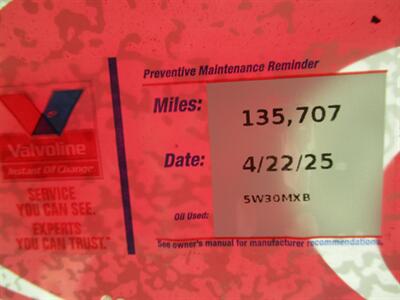 Preventive Maintenance Reminder
Miles: 135,707
Date: 4/22/25
Oil Used: 5W30MXB
See owner's manual for manufacturer recommendations.
Valvoline
Instant Oil Change
SERVICE
YOU CAN SEE.
EXPERTS
YOU CAN TRUST.™